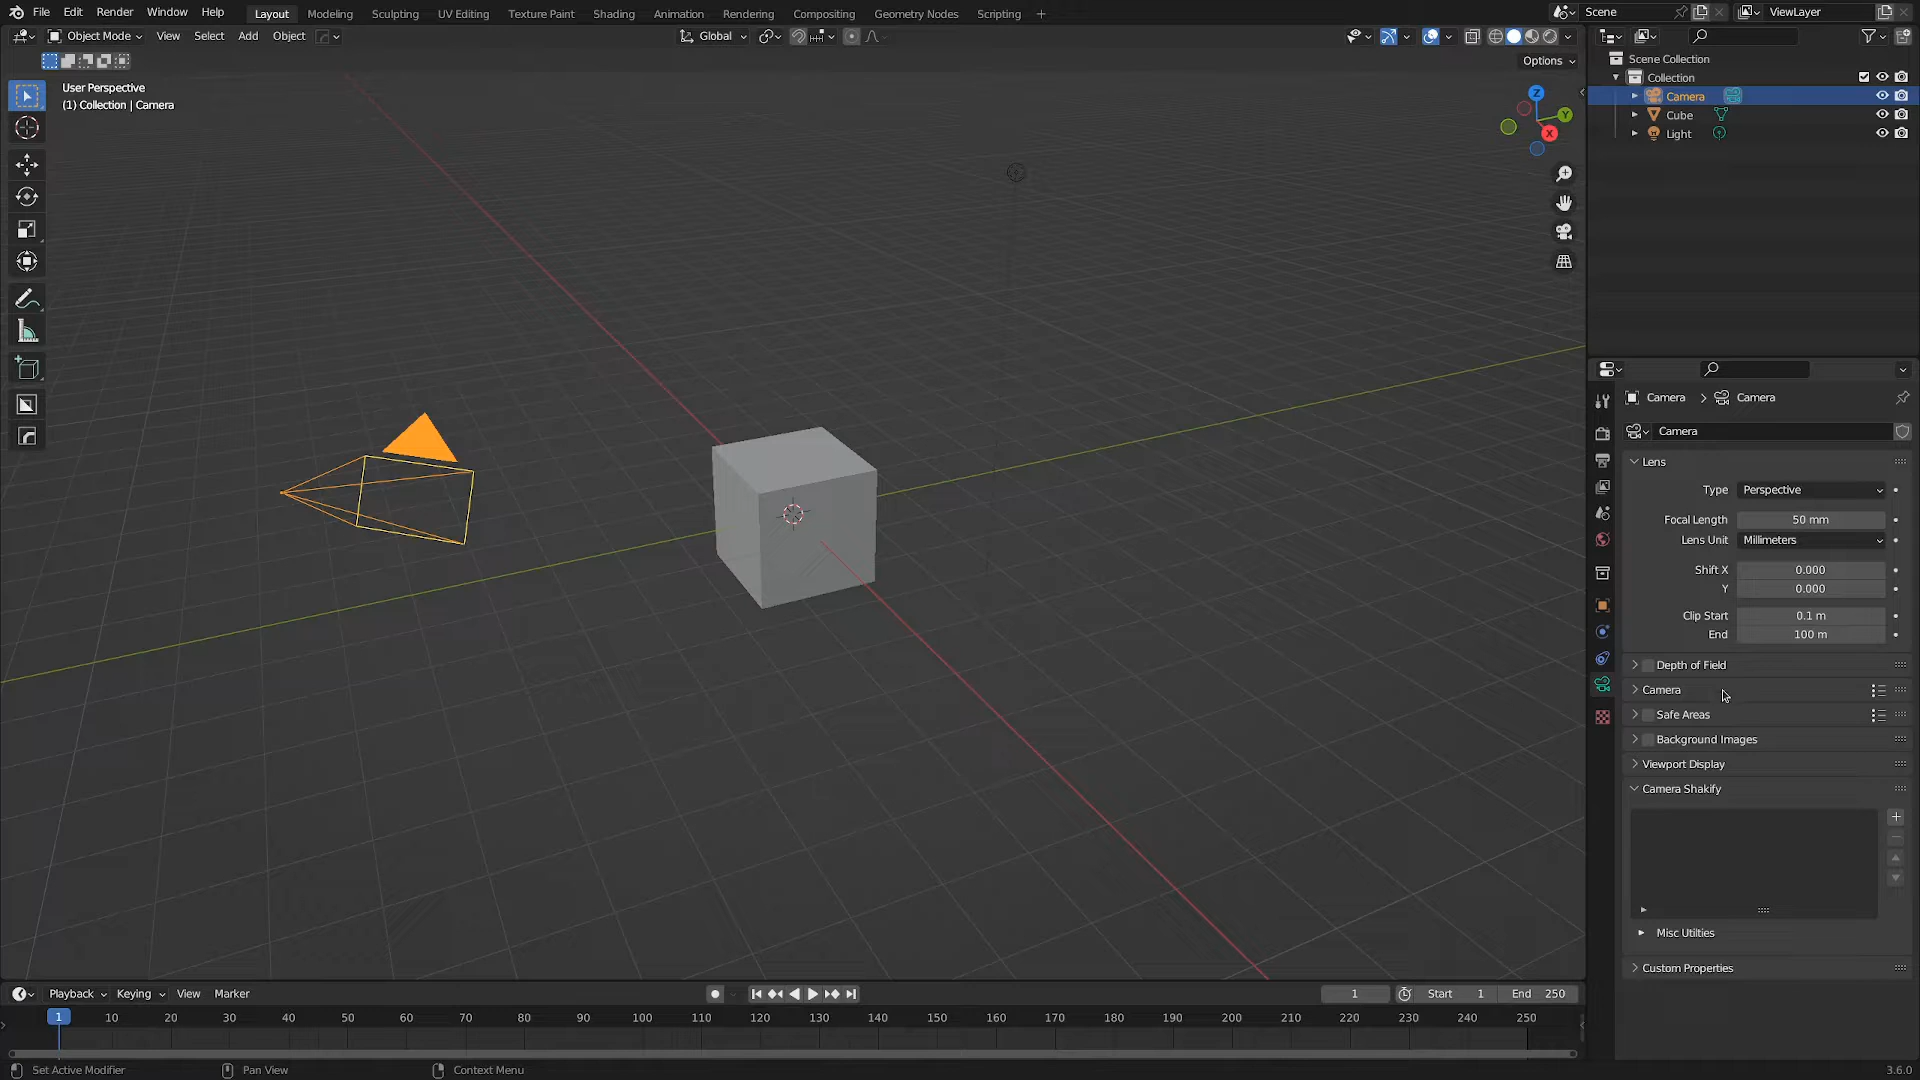 File Edit Render Window Help Layout Modeling Sculpting UV Editing Texture Paint Shading Animation Rendering Compositing Geometry Nodes Scripting + Scene ViewLayer
Object Mode View Select Add Object Global
Options
User Perspective
(1) Collection | Camera
Z
Y
X
Scene Collection
Collection
Camera
Cube
Light
Camera > Camera
Camera
Lens
Type Perspective
Focal Length 50 mm
Lens Unit Millimeters
Shift X 0.000
Y 0.000
Clip Start 0.1 m
End 100 m
Depth of Field
Camera
Safe Areas
Background Images
Viewport Display
Camera Shakify
Misc Utilties
Custom Properties
Playback Keying View Marker 1 Start 1 End 250
1 10 20 30 40 50 60 70 80 90 100 110 120 130 140 150 160 170 180 190 200 210 220 230 240 250
Set Active Modifier Pan View Context Menu 3.6.0